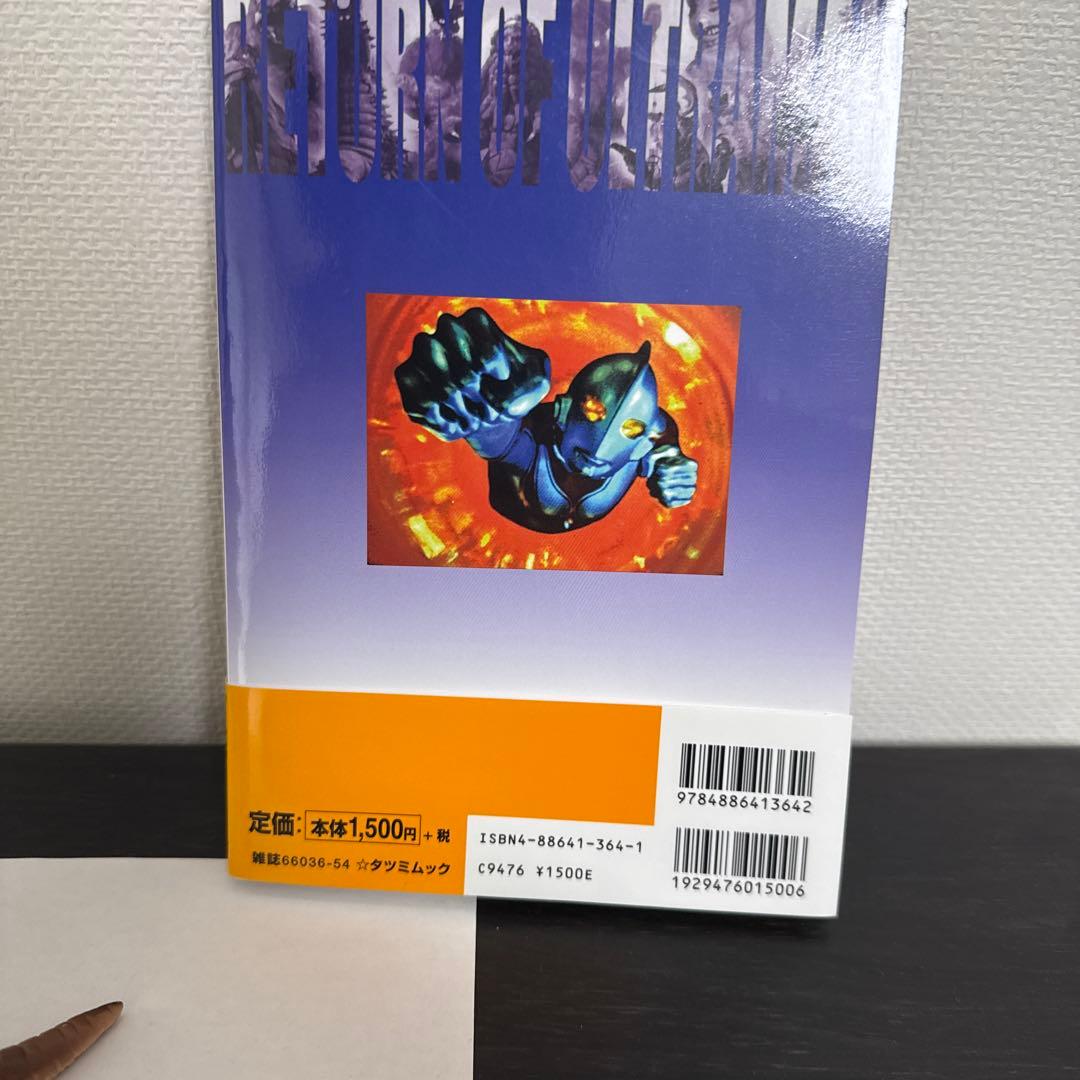 RETURN OF ULTRAMAN
9784886413642
定価: 本体1,500円 + 税
ISBN4-88641-364-1
雑誌66036-54 ☆タツミムック
C9476 ¥1500E
1929476015006